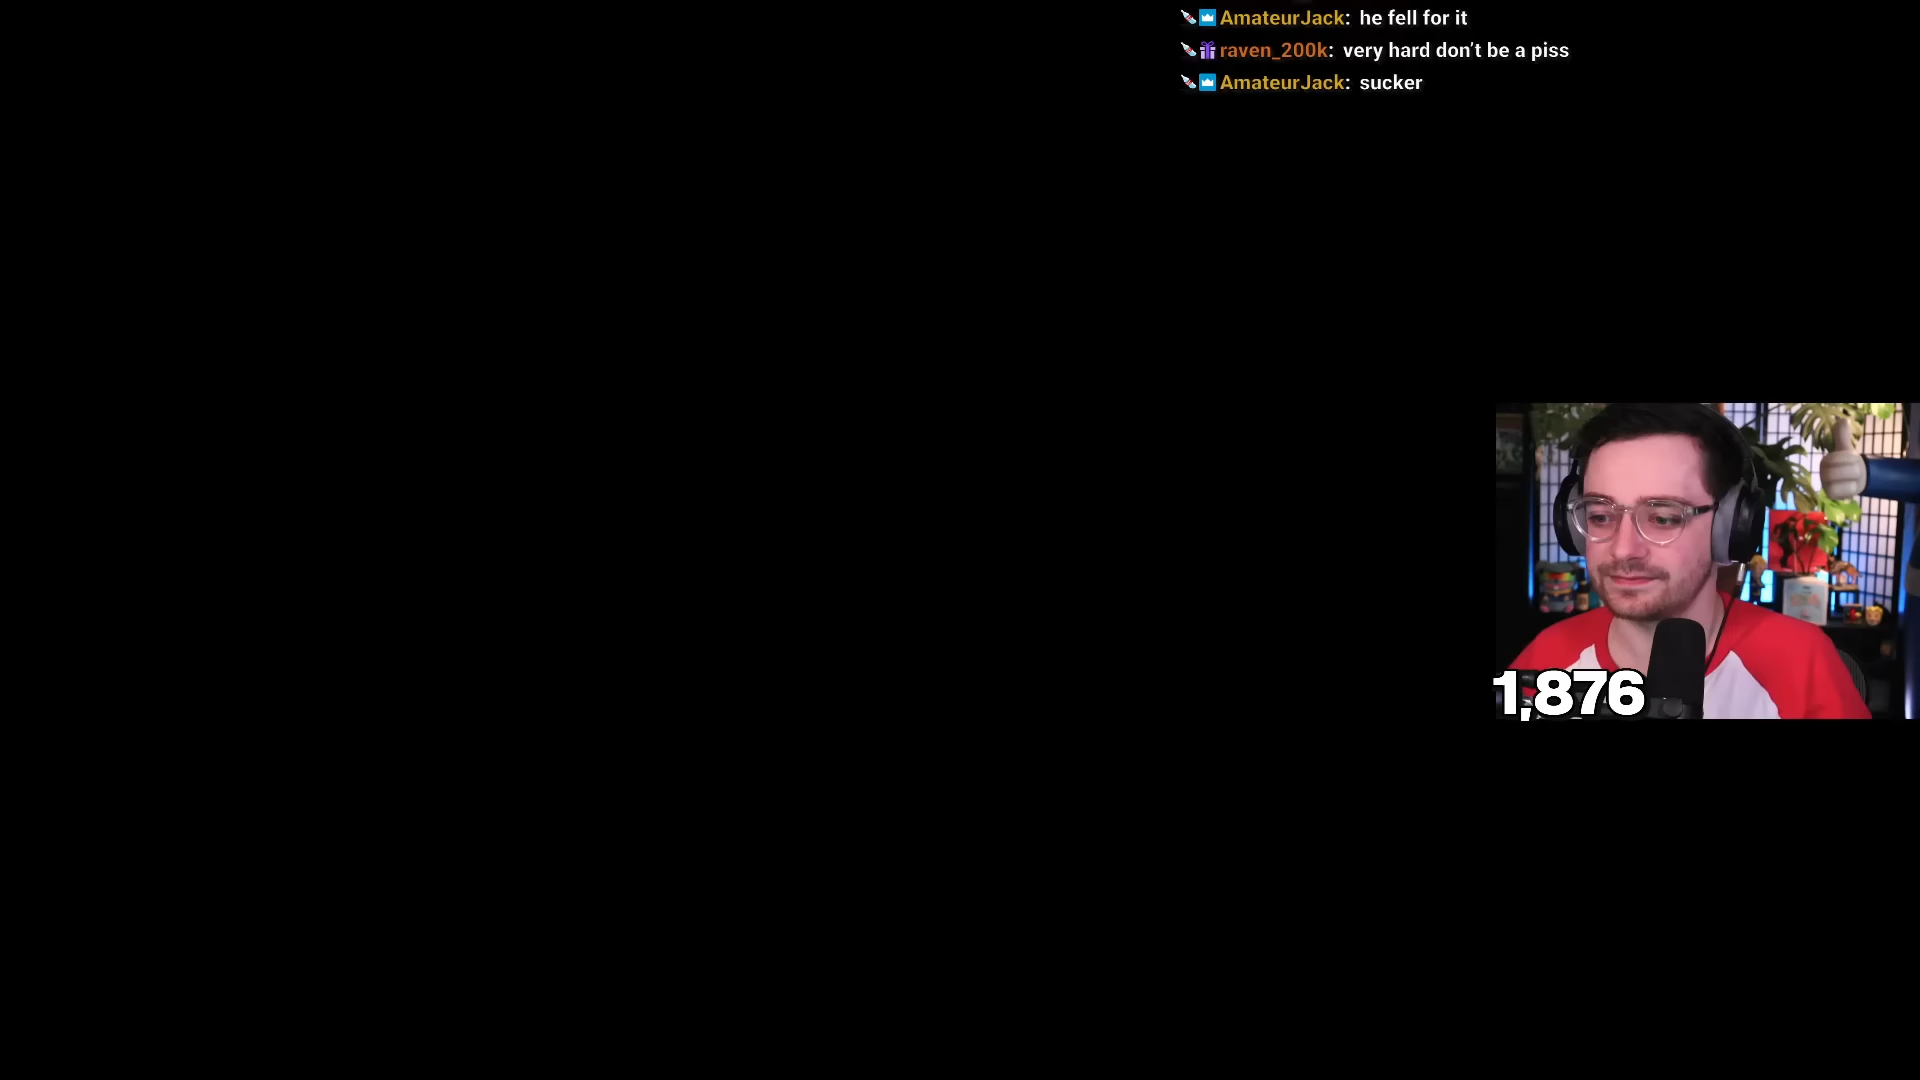 AmateurJack: he fell for it
raven_200k: very hard don’t be a piss
AmateurJack: sucker
1,876